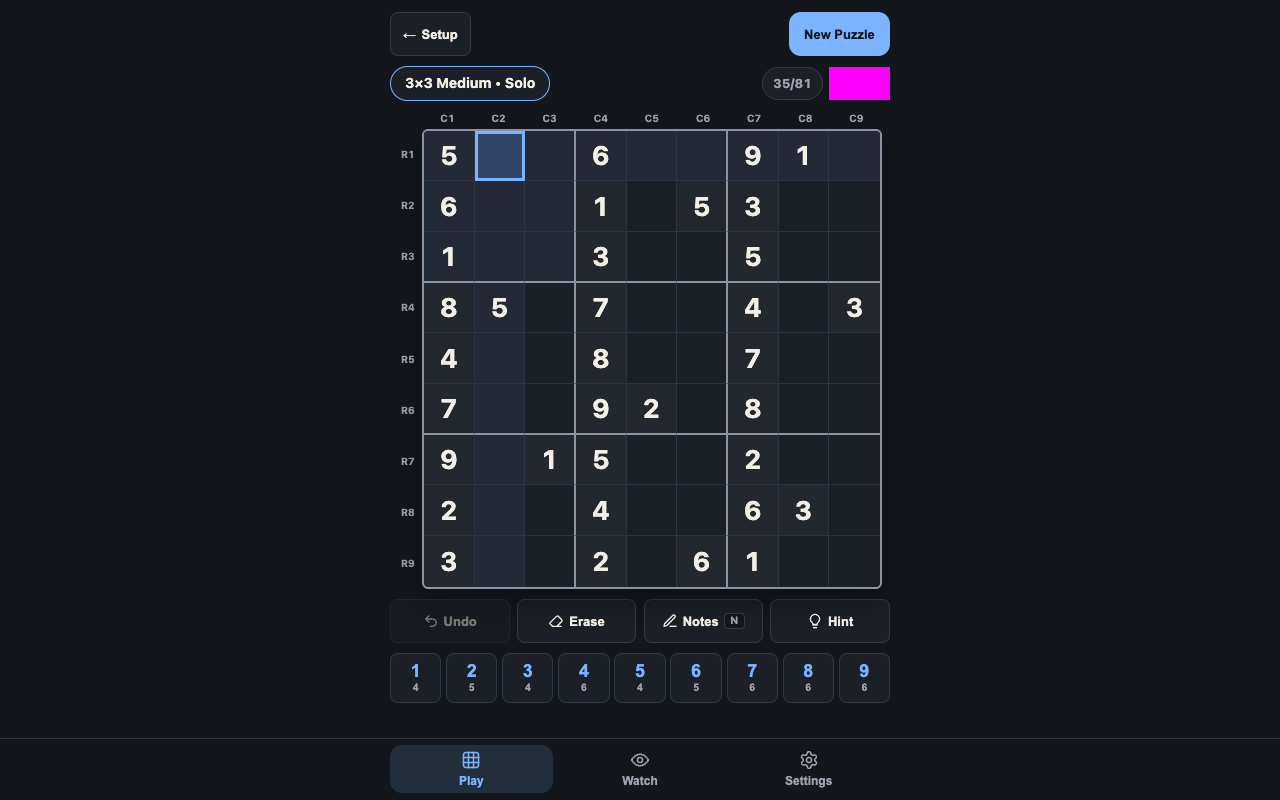 ← Setup
New Puzzle
3×3 Medium • Solo
35/81
C1 C2 C3 C4 C5 C6 C7 C8 C9
R1 5 6 9 1
R2 6 1 5 3
R3 1 3 5
R4 8 5 7 4 3
R5 4 8 7
R6 7 9 2 8
R7 9 1 5 2
R8 2 4 6 3
R9 3 2 6 1
Undo Erase Notes N Hint
1 2 3 4 5 6 7 8 9
4 5 4 6 4 5 6 6 6
Play Watch Settings